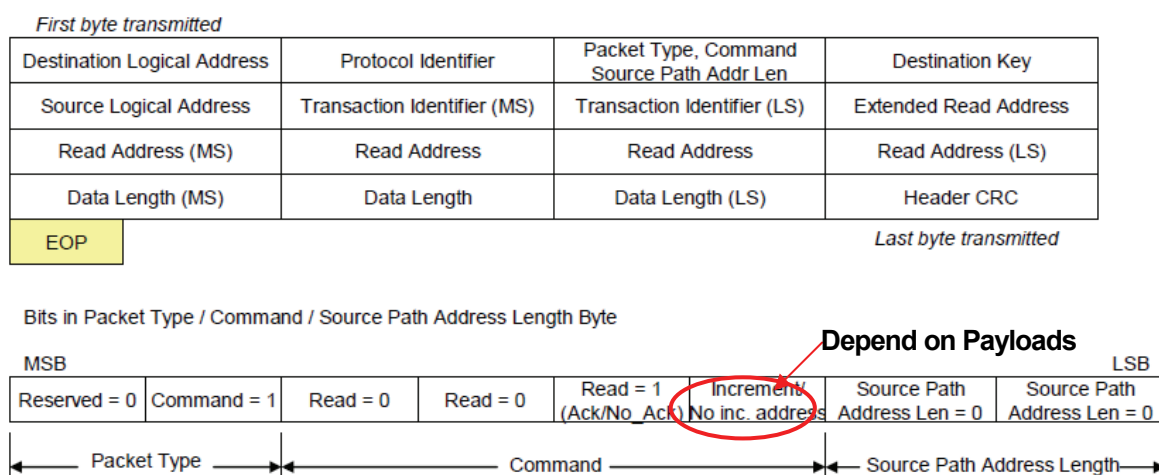 First byte transmitted
Destination Logical Address
Protocol Identifier
Packet Type, Command
Source Path Addr Len
Destination Key
Source Logical Address
Transaction Identifier (MS)
Transaction Identifier (LS)
Extended Read Address
Read Address (MS)
Read Address
Read Address
Read Address (LS)
Data Length (MS)
Data Length
Data Length (LS)
Header CRC
EOP
Last byte transmitted
Bits in Packet Type / Command / Source Path Address Length Byte
Depend on Payloads
MSB
LSB
Reserved = 0
Command = 1
Read = 0
Read = 0
Read = 1
(Ack/No_Ack)
Increment/
No inc. address
Source Path
Address Len = 0
Source Path
Address Len = 0
Packet Type
Command
Source Path Address Length